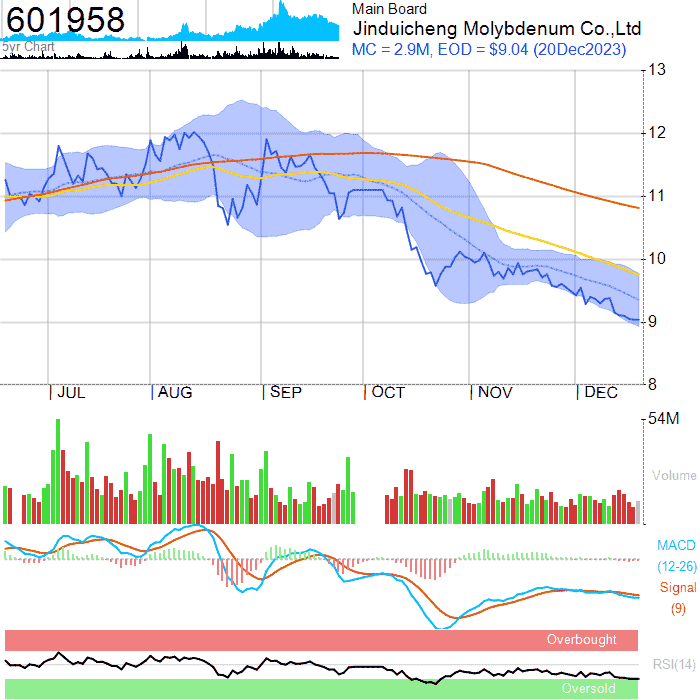 601958
5yr Chart
Main Board
Jinduicheng Molybdenum Co.,Ltd
MC = 2.9M, EOD = $9.04 (20Dec2023)
13
12
11
10
9
8
JUL AUG SEP OCT NOV DEC
54M
Volume
MACD
(12-26)
Signal
(9)
Overbought
RSI(14)
Oversold